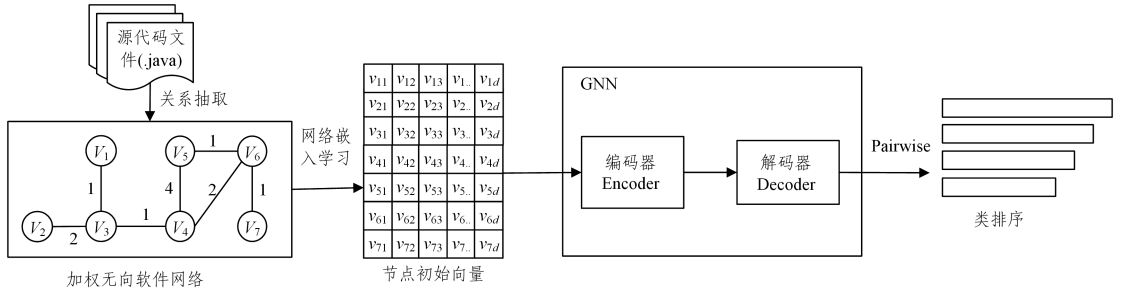 源代码文
件(.java)
关系抽取
V1
V5
1
V6
1
4
2
1
V2
2
V3
1
V4
V7
加权无向软件网络
网络嵌
入学习
v11 v12 v13 v1.. v1d
v21 v22 v23 v2.. v2d
v31 v32 v33 v3.. v3d
v41 v42 v43 v4.. v4d
v51 v52 v53 v5.. v5d
v61 v62 v63 v6.. v6d
v71 v72 v73 v7.. v7d
节点初始向量
GNN
编码器
Encoder
解码器
Decoder
Pairwise
类排序